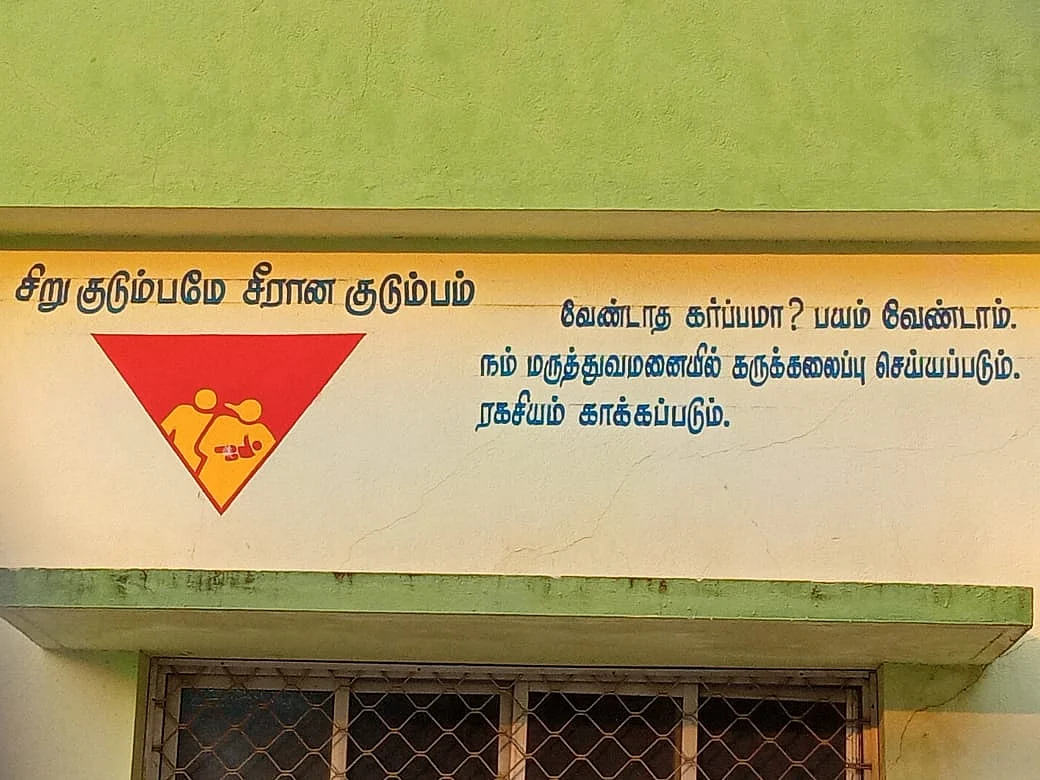 சிறு குடும்பமே சீரான குடும்பம்
வேண்டாத கர்ப்பமா? பயம் வேண்டாம்.
நம் மருத்துவமனையில் கருக்கலைப்பு செய்யப்படும்.
ரகசியம் காக்கப்படும்.